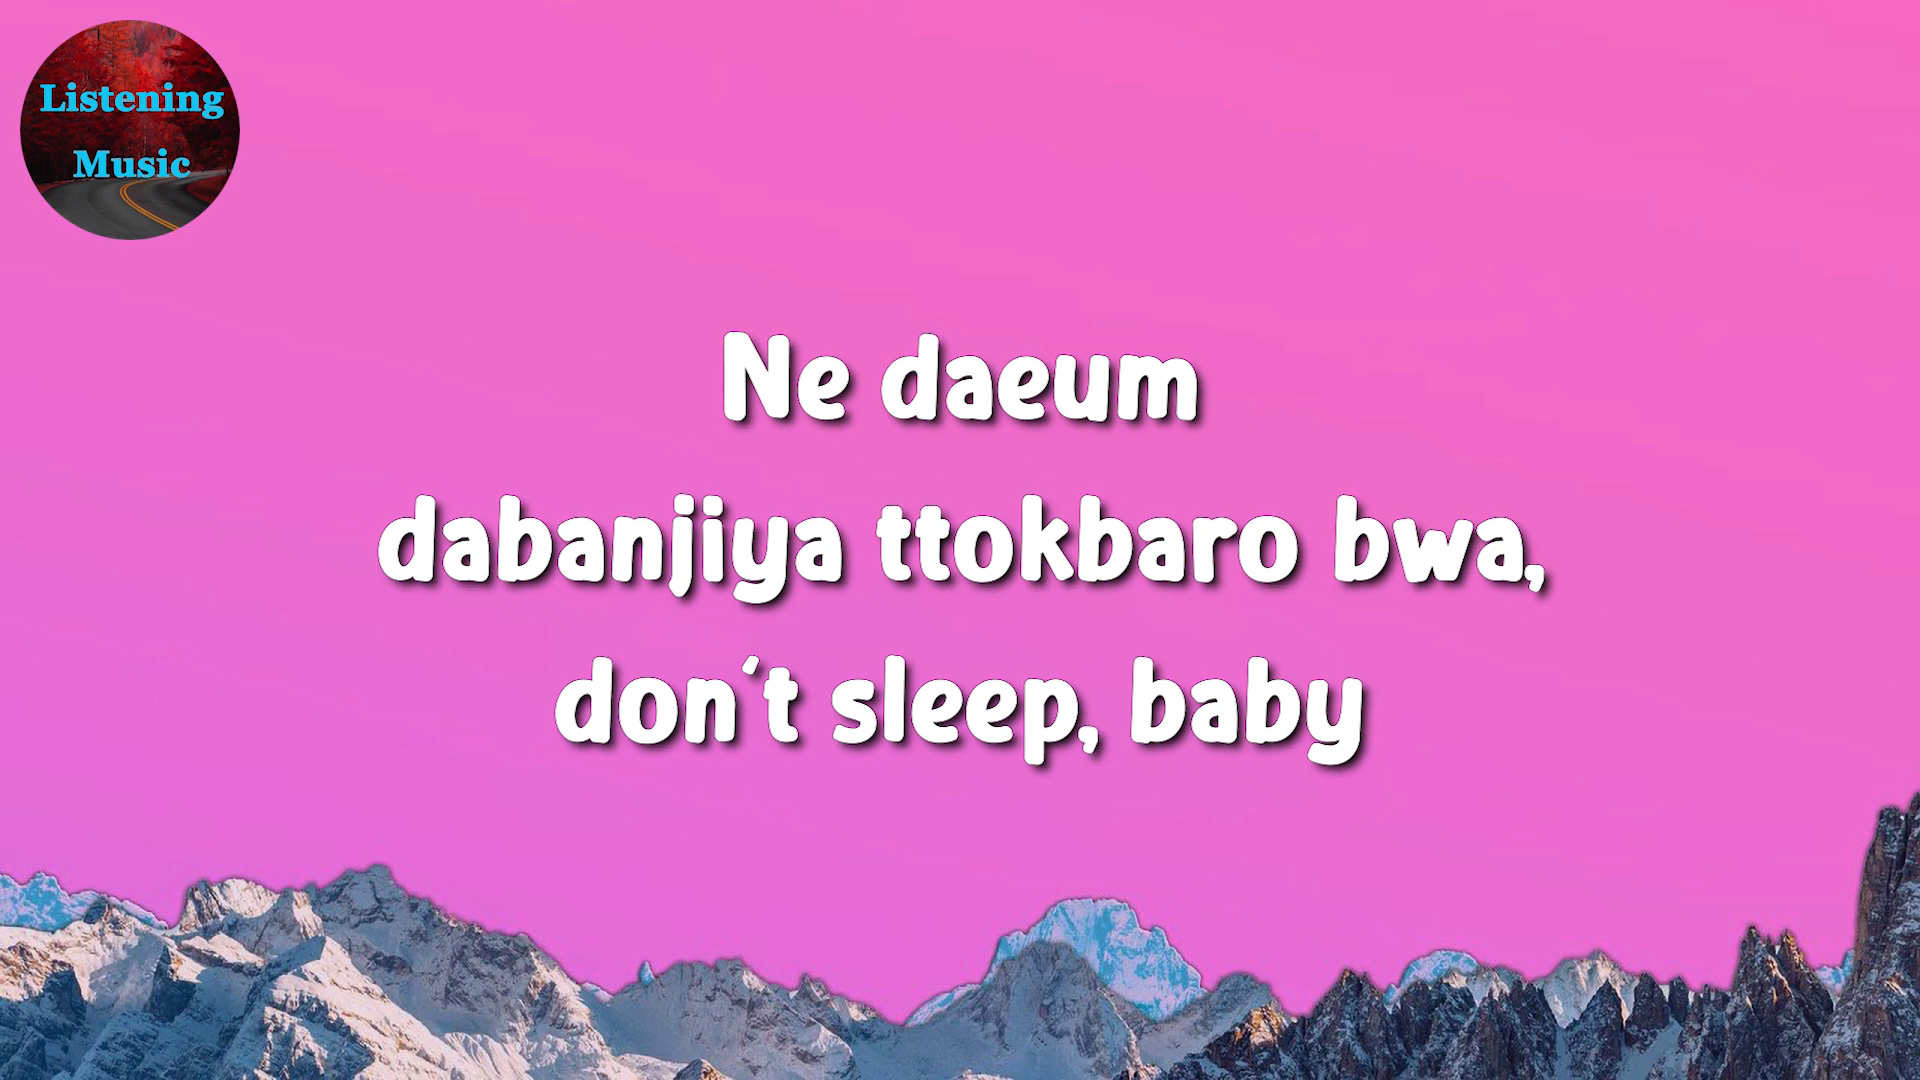 Listening
Music
Ne daeum
dabanjiya ttokbaro bwa,
don't sleep, baby